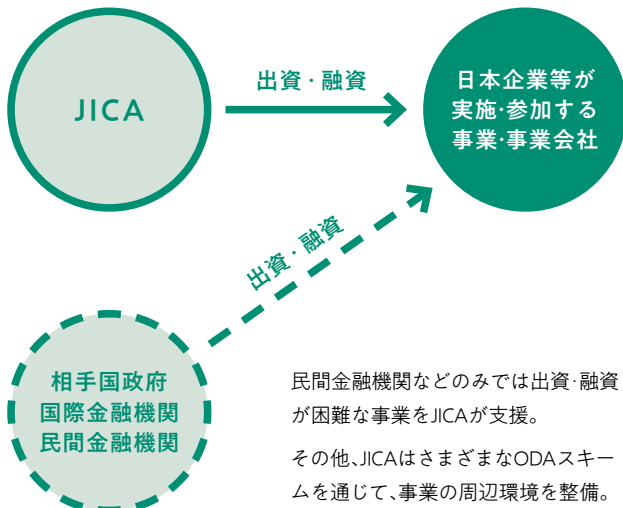 JICA
出資・融資
日本企業等が
実施・参加する
事業・事業会社
出資・融資
相手国政府
国際金融機関
民間金融機関
民間金融機関などのみでは出資・融資
が困難な事業をJICAが支援。
その他、JICAはさまざまなODAスキー
ムを通じて、事業の周辺環境を整備。